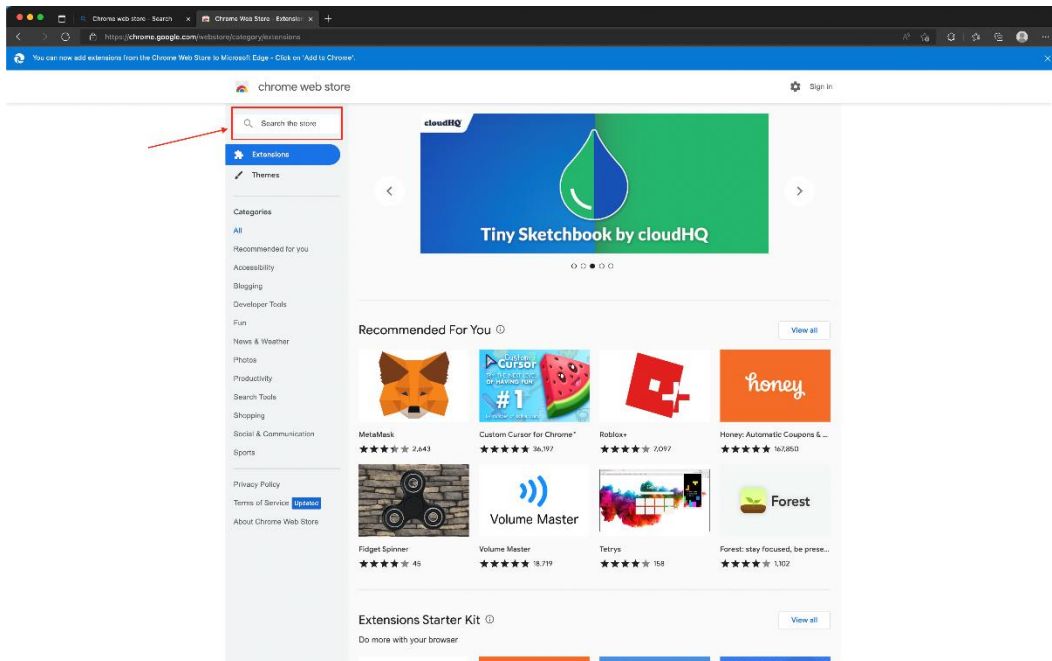 Chrome web store - Search
Chrome Web Store - Extension
https://chrome.google.com/webstore/category/extensions
You can now add extensions from the Chrome Web Store to Microsoft Edge - Click on 'Add to Chrome'.
chrome web store
Sign in
Search the store
Extensions
Themes
Categories
All
Recommended for you
Accessibility
Blogging
Developer Tools
Fun
News & Weather
Photos
Productivity
Search Tools
Shopping
Social & Communication
Sports
Privacy Policy
Terms of Service Updated
About Chrome Web Store
cloudHQ
Tiny Sketchbook by cloudHQ
Recommended For You
View all
Custom
Cursor
OF HAVING FUN
#1
honey
MetaMask
Custom Cursor for Chrome™
Roblox+
Honey: Automatic Coupons & ...
2,643
36,197
7,097
167,850
Volume Master
Forest
Fidget Spinner
Volume Master
Tetrys
Forest: stay focused, be prese...
45
18,719
158
1,102
Extensions Starter Kit
View all
Do more with your browser